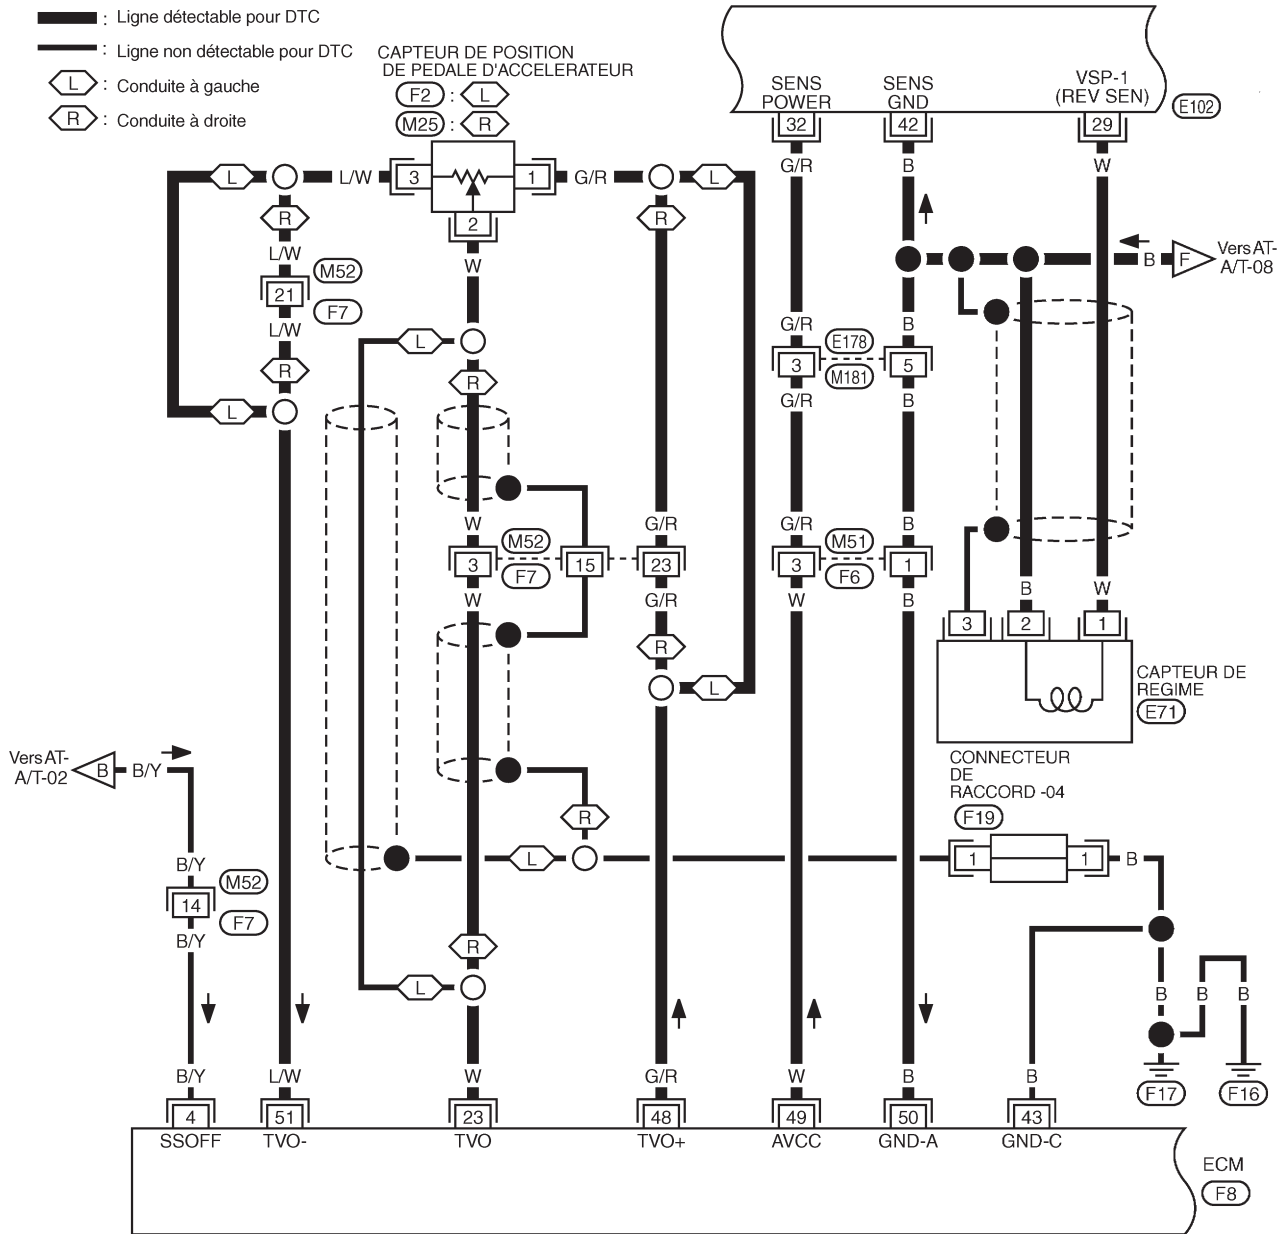 : Ligne détectable pour DTC
: Ligne non détectable pour DTC
L : Conduite à gauche
R : Conduite à droite
CAPTEUR DE POSITION
DE PEDALE D'ACCELERATEUR
F2 : L
M25 : R
SENS
POWER
SENS
GND
VSP-1
(REV SEN)
E102
32
42
29
G/R
B
W
L
L/W
3
1
G/R
L
R
2
R
L/W
M52
21
F7
L/W
R
L
W
L
R
B
F
Vers AT-
A/T-08
G/R
B
E178
3
5
M181
G/R
B
W
G/R
G/R
B
M52
M51
3
15
23
3
1
F7
F6
W
G/R
W
B
B
W
R
L
3
2
1
CAPTEUR DE
REGIME
E71
Vers AT-
A/T-02
B
B/Y
CONNECTEUR
DE
RACCORD -04
F19
R
L
1
1
B
B/Y
M52
14
F7
B/Y
R
L
B
B
B
B/Y
L/W
W
G/R
W
B
B
F17
F16
4
51
23
48
49
50
43
SSOFF
TVO-
TVO
TVO+
AVCC
GND-A
GND-C
ECM
F8